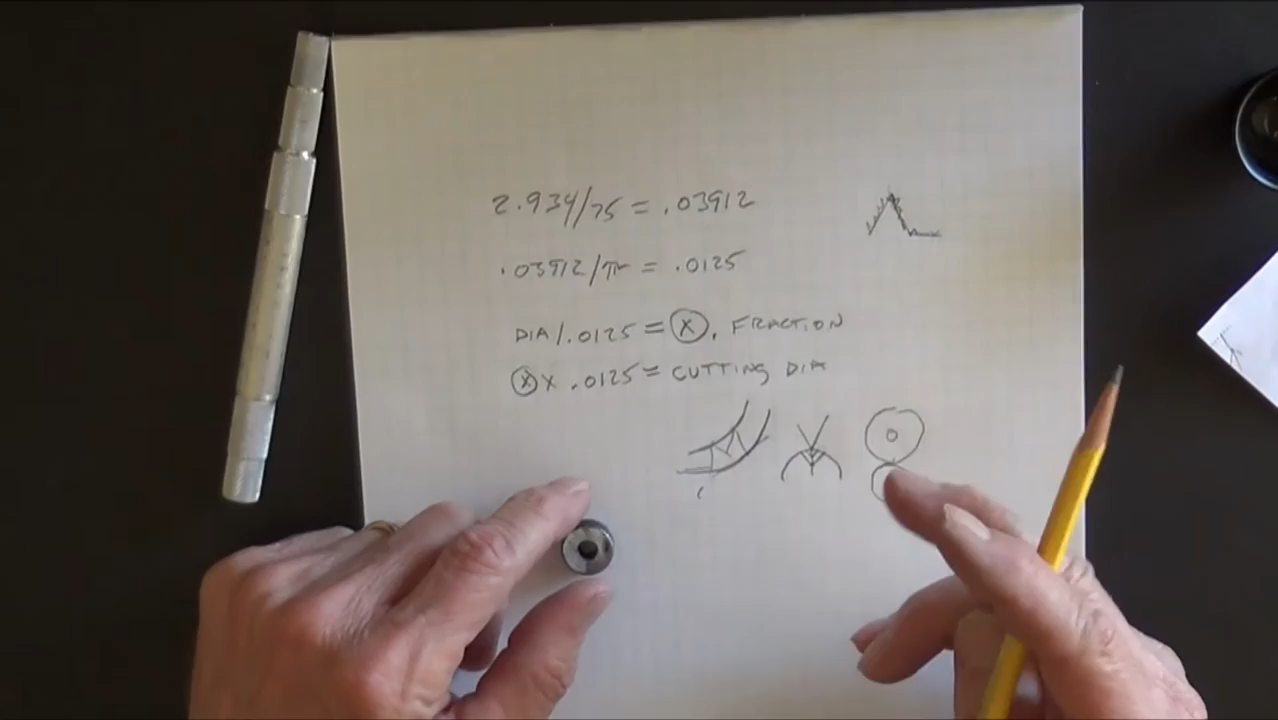 2.934/75 = .03912
.03912/π = .0125
DIA/.0125 = X. FRACTION
X x .0125 = CUTTING DIA